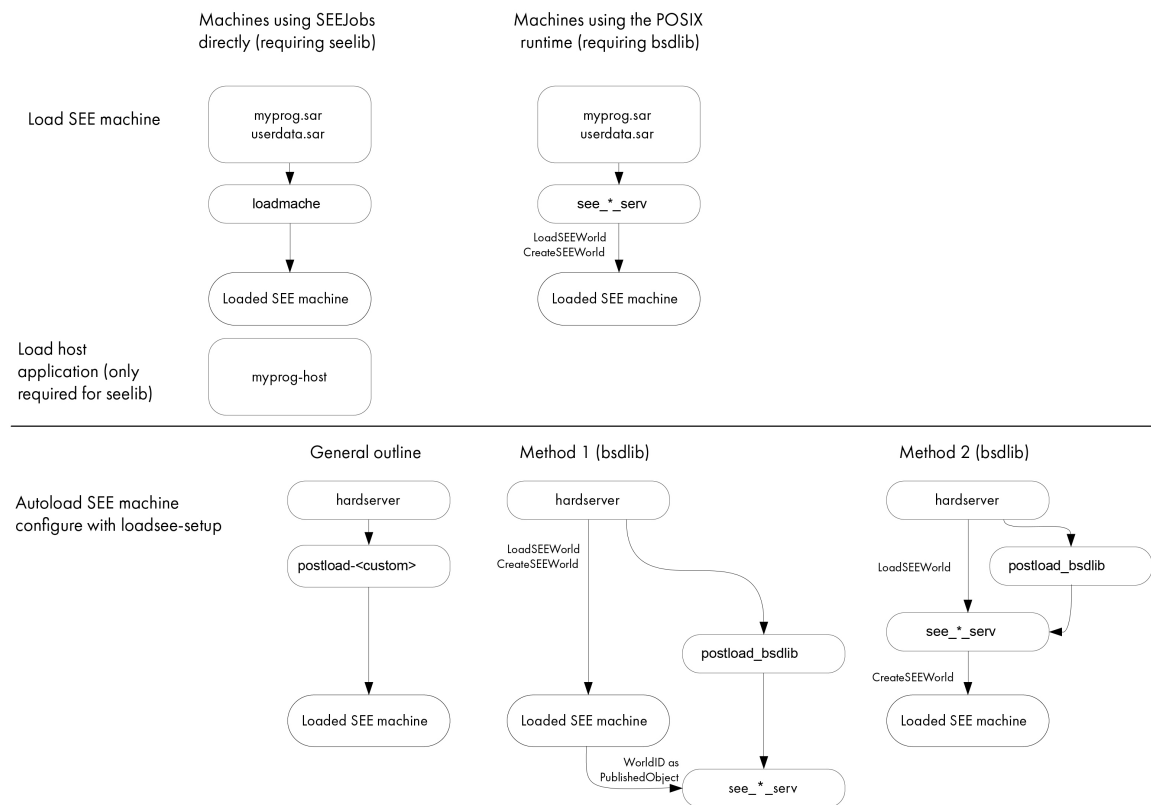 Machines using SEEJobs
directly (requiring seelib)
Machines using the POSIX
runtime (requiring bsdlib)
Load SEE machine
myprog.sar
userdata.sar
myprog.sar
userdata.sar
loadmache
see_*_serv
LoadSEEWorld
CreateSEEWorld
Loaded SEE machine
Loaded SEE machine
Load host
application (only
required for seelib)
myprog-host
General outline
Method 1 (bsdlib)
Method 2 (bsdlib)
Autoload SEE machine
configure with loadsee-setup
hardserver
hardserver
hardserver
postload-<custom>
LoadSEEWorld
CreateSEEWorld
LoadSEEWorld
postload_bsdlib
see_*_serv
postload_bsdlib
CreateSEEWorld
Loaded SEE machine
Loaded SEE machine
Loaded SEE machine
WorldID as
PublishedObject
see_*_serv